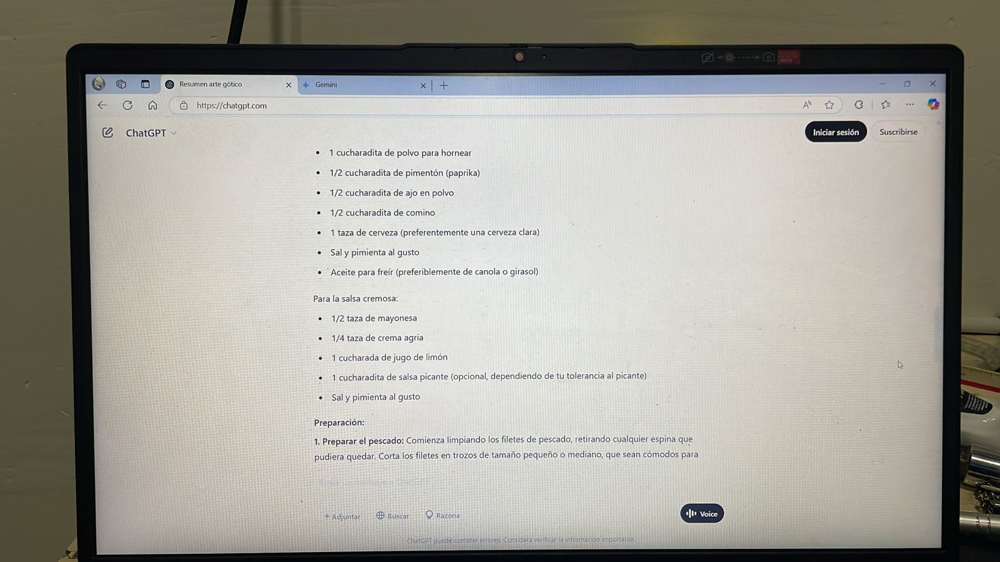 Resumen arte gótico
Gemini
https://chatgpt.com
ChatGPT
Iniciar sesión
Suscribirse
1 cucharadita de polvo para hornear
1/2 cucharadita de pimentón (paprika)
1/2 cucharadita de ajo en polvo
1/2 cucharadita de comino
1 taza de cerveza (preferentemente una cerveza clara)
Sal y pimienta al gusto
Aceite para freír (preferiblemente de canola o girasol)
Para la salsa cremosa:
1/2 taza de mayonesa
1/4 taza de crema agria
1 cucharada de jugo de limón
1 cucharadita de salsa picante (opcional, dependiendo de tu tolerancia al picante)
Sal y pimienta al gusto
Preparación:
1. Preparar el pescado: Comienza limpiando los filetes de pescado, retirando cualquier espina que
pudiera quedar. Corta los filetes en trozos de tamaño pequeño o mediano, que sean cómodos para
Envía un mensaje a ChatGPT
+ Adjuntar
Buscar
Razona
Voice
ChatGPT puede cometer errores. Considera verificar la información importante.